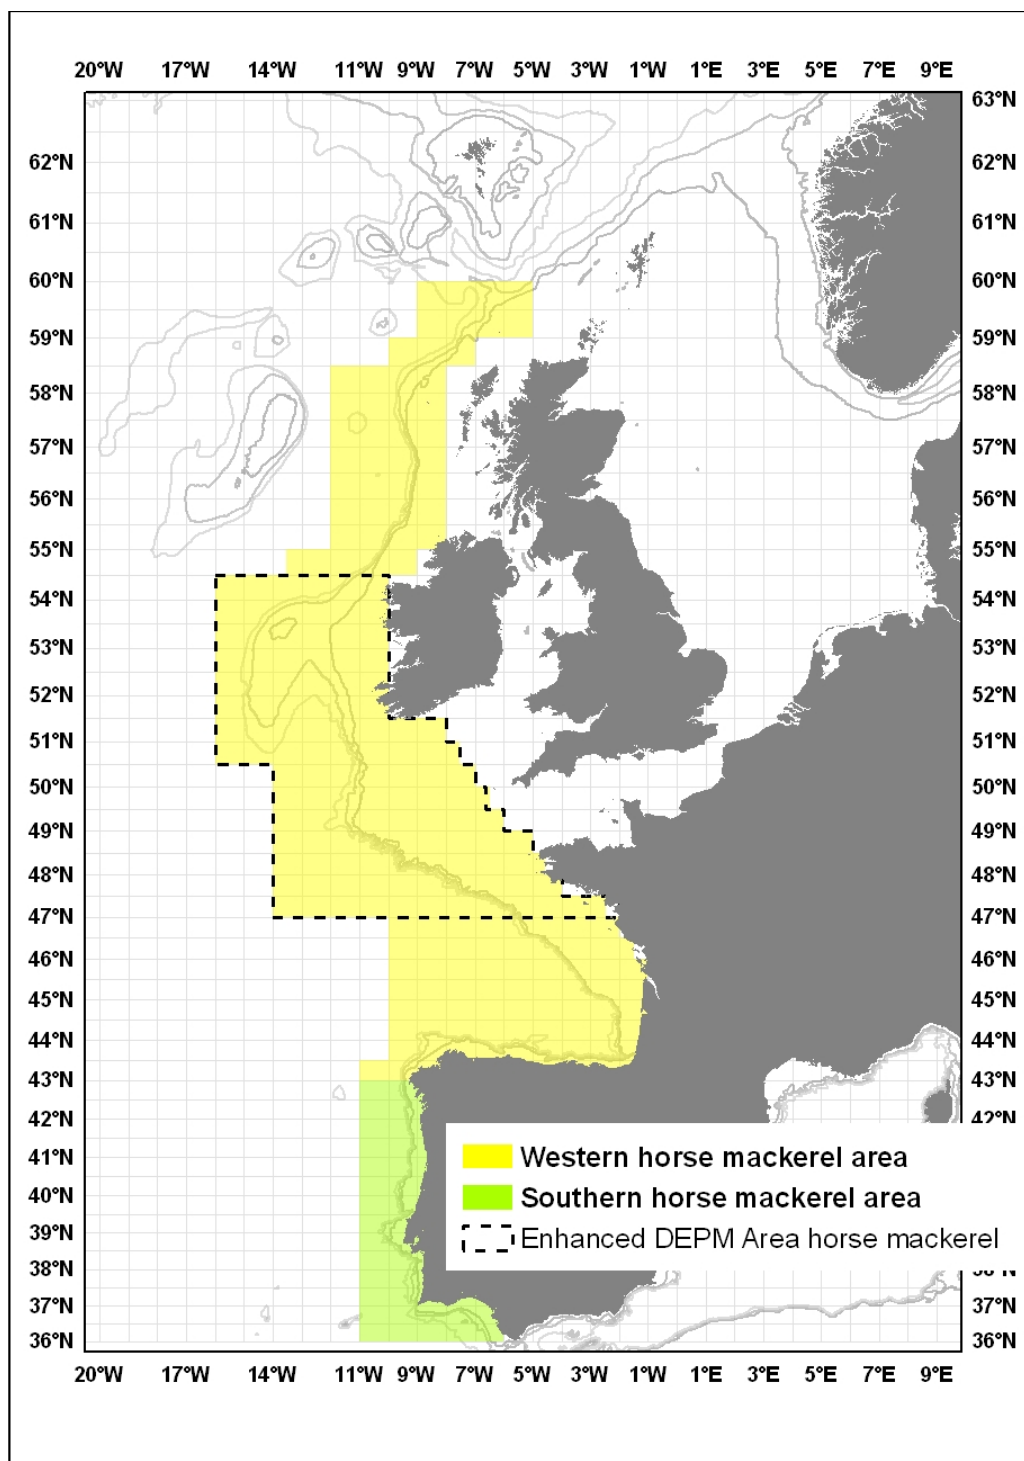 20°W 17°W 14°W 11°W 9°W 7°W 5°W 3°W 1°W 1°E 3°E 5°E 7°E 9°E
63°N
62°N 62°N
61°N 61°N
60°N 60°N
59°N 59°N
58°N 58°N
57°N 57°N
56°N 56°N
55°N 55°N
54°N 54°N
53°N 53°N
52°N 52°N
51°N 51°N
50°N 50°N
49°N 49°N
48°N 48°N
47°N 47°N
46°N 46°N
45°N 45°N
44°N 44°N
43°N 43°N
42°N 42°N
41°N
Western horse mackerel area
40°N
Southern horse mackerel area
39°N
Enhanced DEPM Area horse mackerel
38°N 38°N
37°N 37°N
36°N 36°N
20°W 17°W 14°W 11°W 9°W 7°W 5°W 3°W 1°W 1°E 3°E 5°E 7°E 9°E